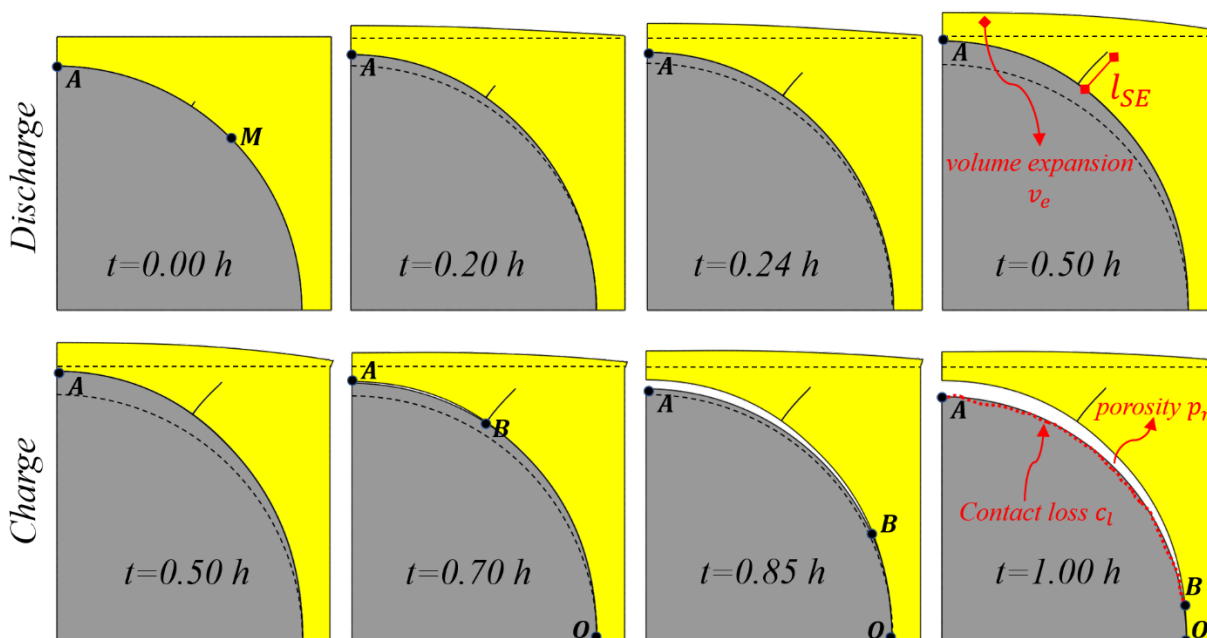 Discharge
A
M
t=0.00 h
A
t=0.20 h
A
t=0.24 h
A
l_SE
volume expansion
v_e
t=0.50 h
Charge
A
t=0.50 h
A
B
t=0.70 h
O
A
B
t=0.85 h
O
A
porosity p_r
Contact loss c_l
t=1.00 h
B
O